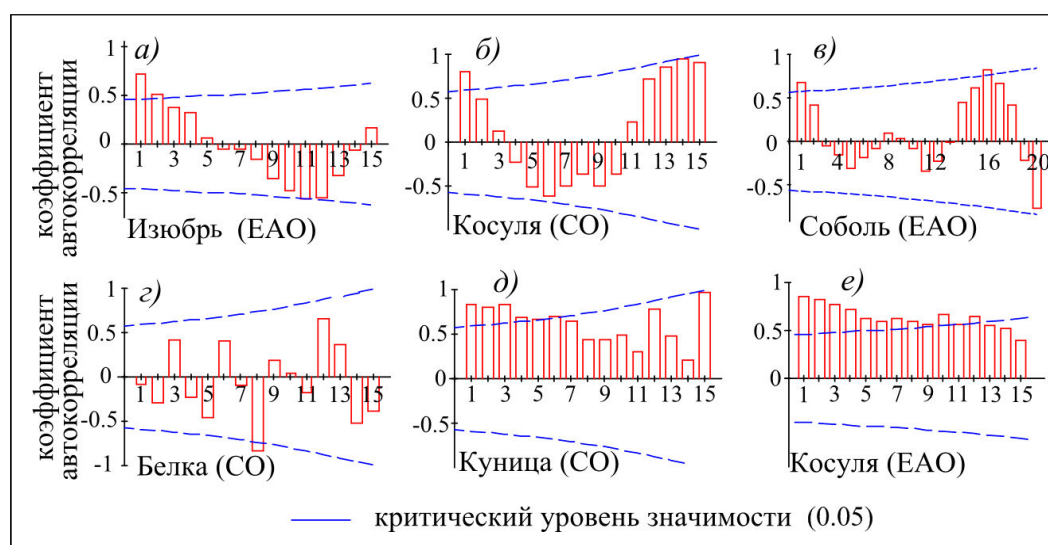 коэффициент
автокорреляции
а)
1
0.5
0
-0.5
1 3 5 7 9 11 13 15
Изюбрь (ЕАО)
б)
1
0.5
0
-0.5
1 3 5 7 9 11 13 15
Косуля (СО)
в)
1
0.5
0
-0.5
1 4 8 12 16 20
Соболь (ЕАО)
коэффициент
автокорреляции
г)
1
0.5
0
-0.5
-1
1 3 5 7 9 11 13 15
Белка (СО)
д)
1
0.5
0
-0.5
1 3 5 7 9 11 13 15
Куница (СО)
е)
1
0.5
0
1 3 5 7 9 11 13 15
Косуля (ЕАО)
критический уровень значимости (0.05)